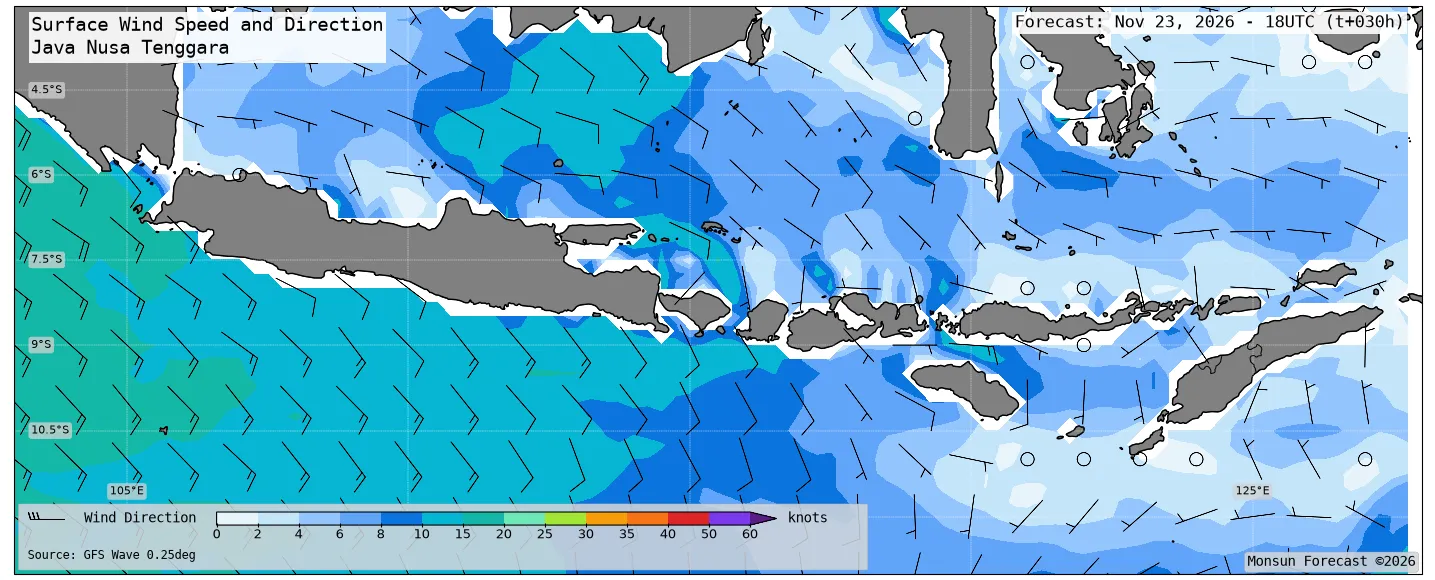 Surface Wind Speed and Direction
Java Nusa Tenggara
Forecast: Nov 23, 2026 - 18UTC (t+030h)
4.5°S
6°S
7.5°S
9°S
10.5°S
105°E
125°E
Wind Direction
0 2 4 6 8 10 15 20 25 30 35 40 50 60
knots
Source: GFS Wave 0.25deg
Monsun Forecast ©2026